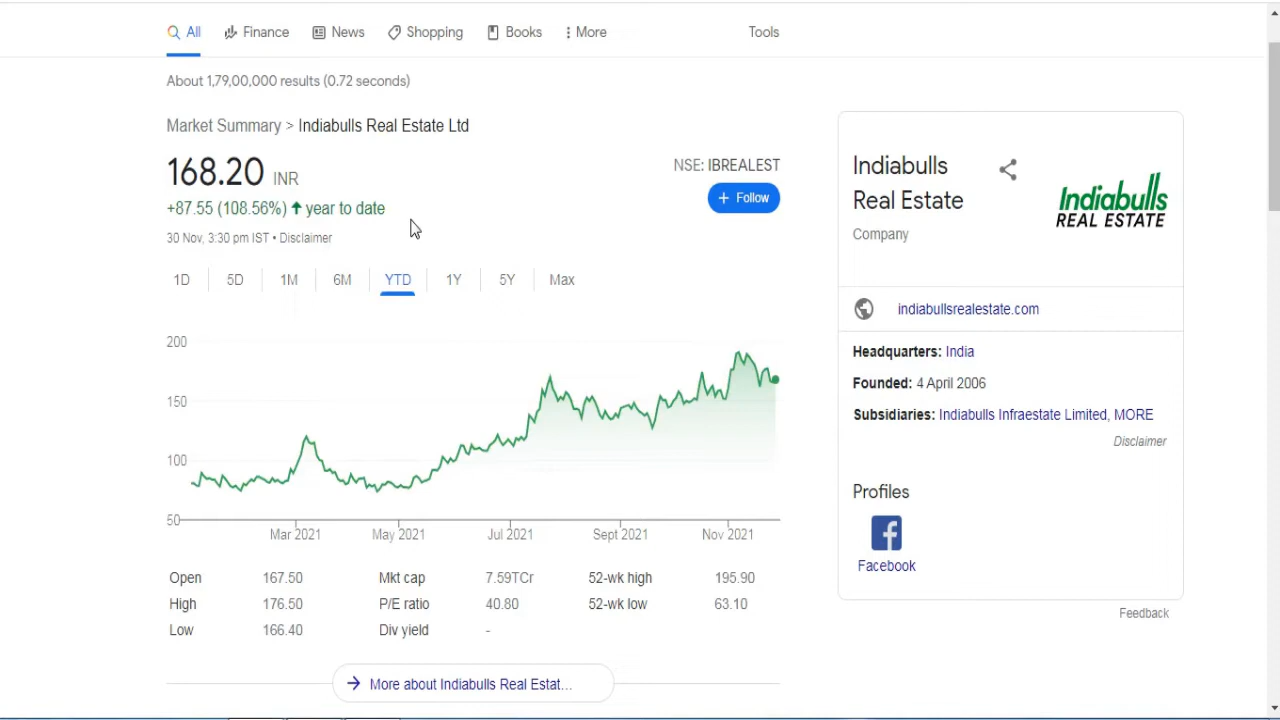 All Finance News Shopping Books More Tools
About 1,79,00,000 results (0.72 seconds)
Market Summary > Indiabulls Real Estate Ltd
168.20 INR
+87.55 (108.56%) ↑ year to date
30 Nov, 3:30 pm IST • Disclaimer
NSE: IBREALEST
+ Follow
1D 5D 1M 6M YTD 1Y 5Y Max
200
150
100
50
Mar 2021 May 2021 Jul 2021 Sept 2021 Nov 2021
Open 167.50 Mkt cap 7.59TCr 52-wk high 195.90
High 176.50 P/E ratio 40.80 52-wk low 63.10
Low 166.40 Div yield -
→ More about Indiabulls Real Estat...
Indiabulls
Real Estate
Company
Indiabulls
REAL ESTATE
indiabullsrealestate.com
Headquarters: India
Founded: 4 April 2006
Subsidiaries: Indiabulls Infraestate Limited, MORE
Disclaimer
Profiles
Facebook
Feedback